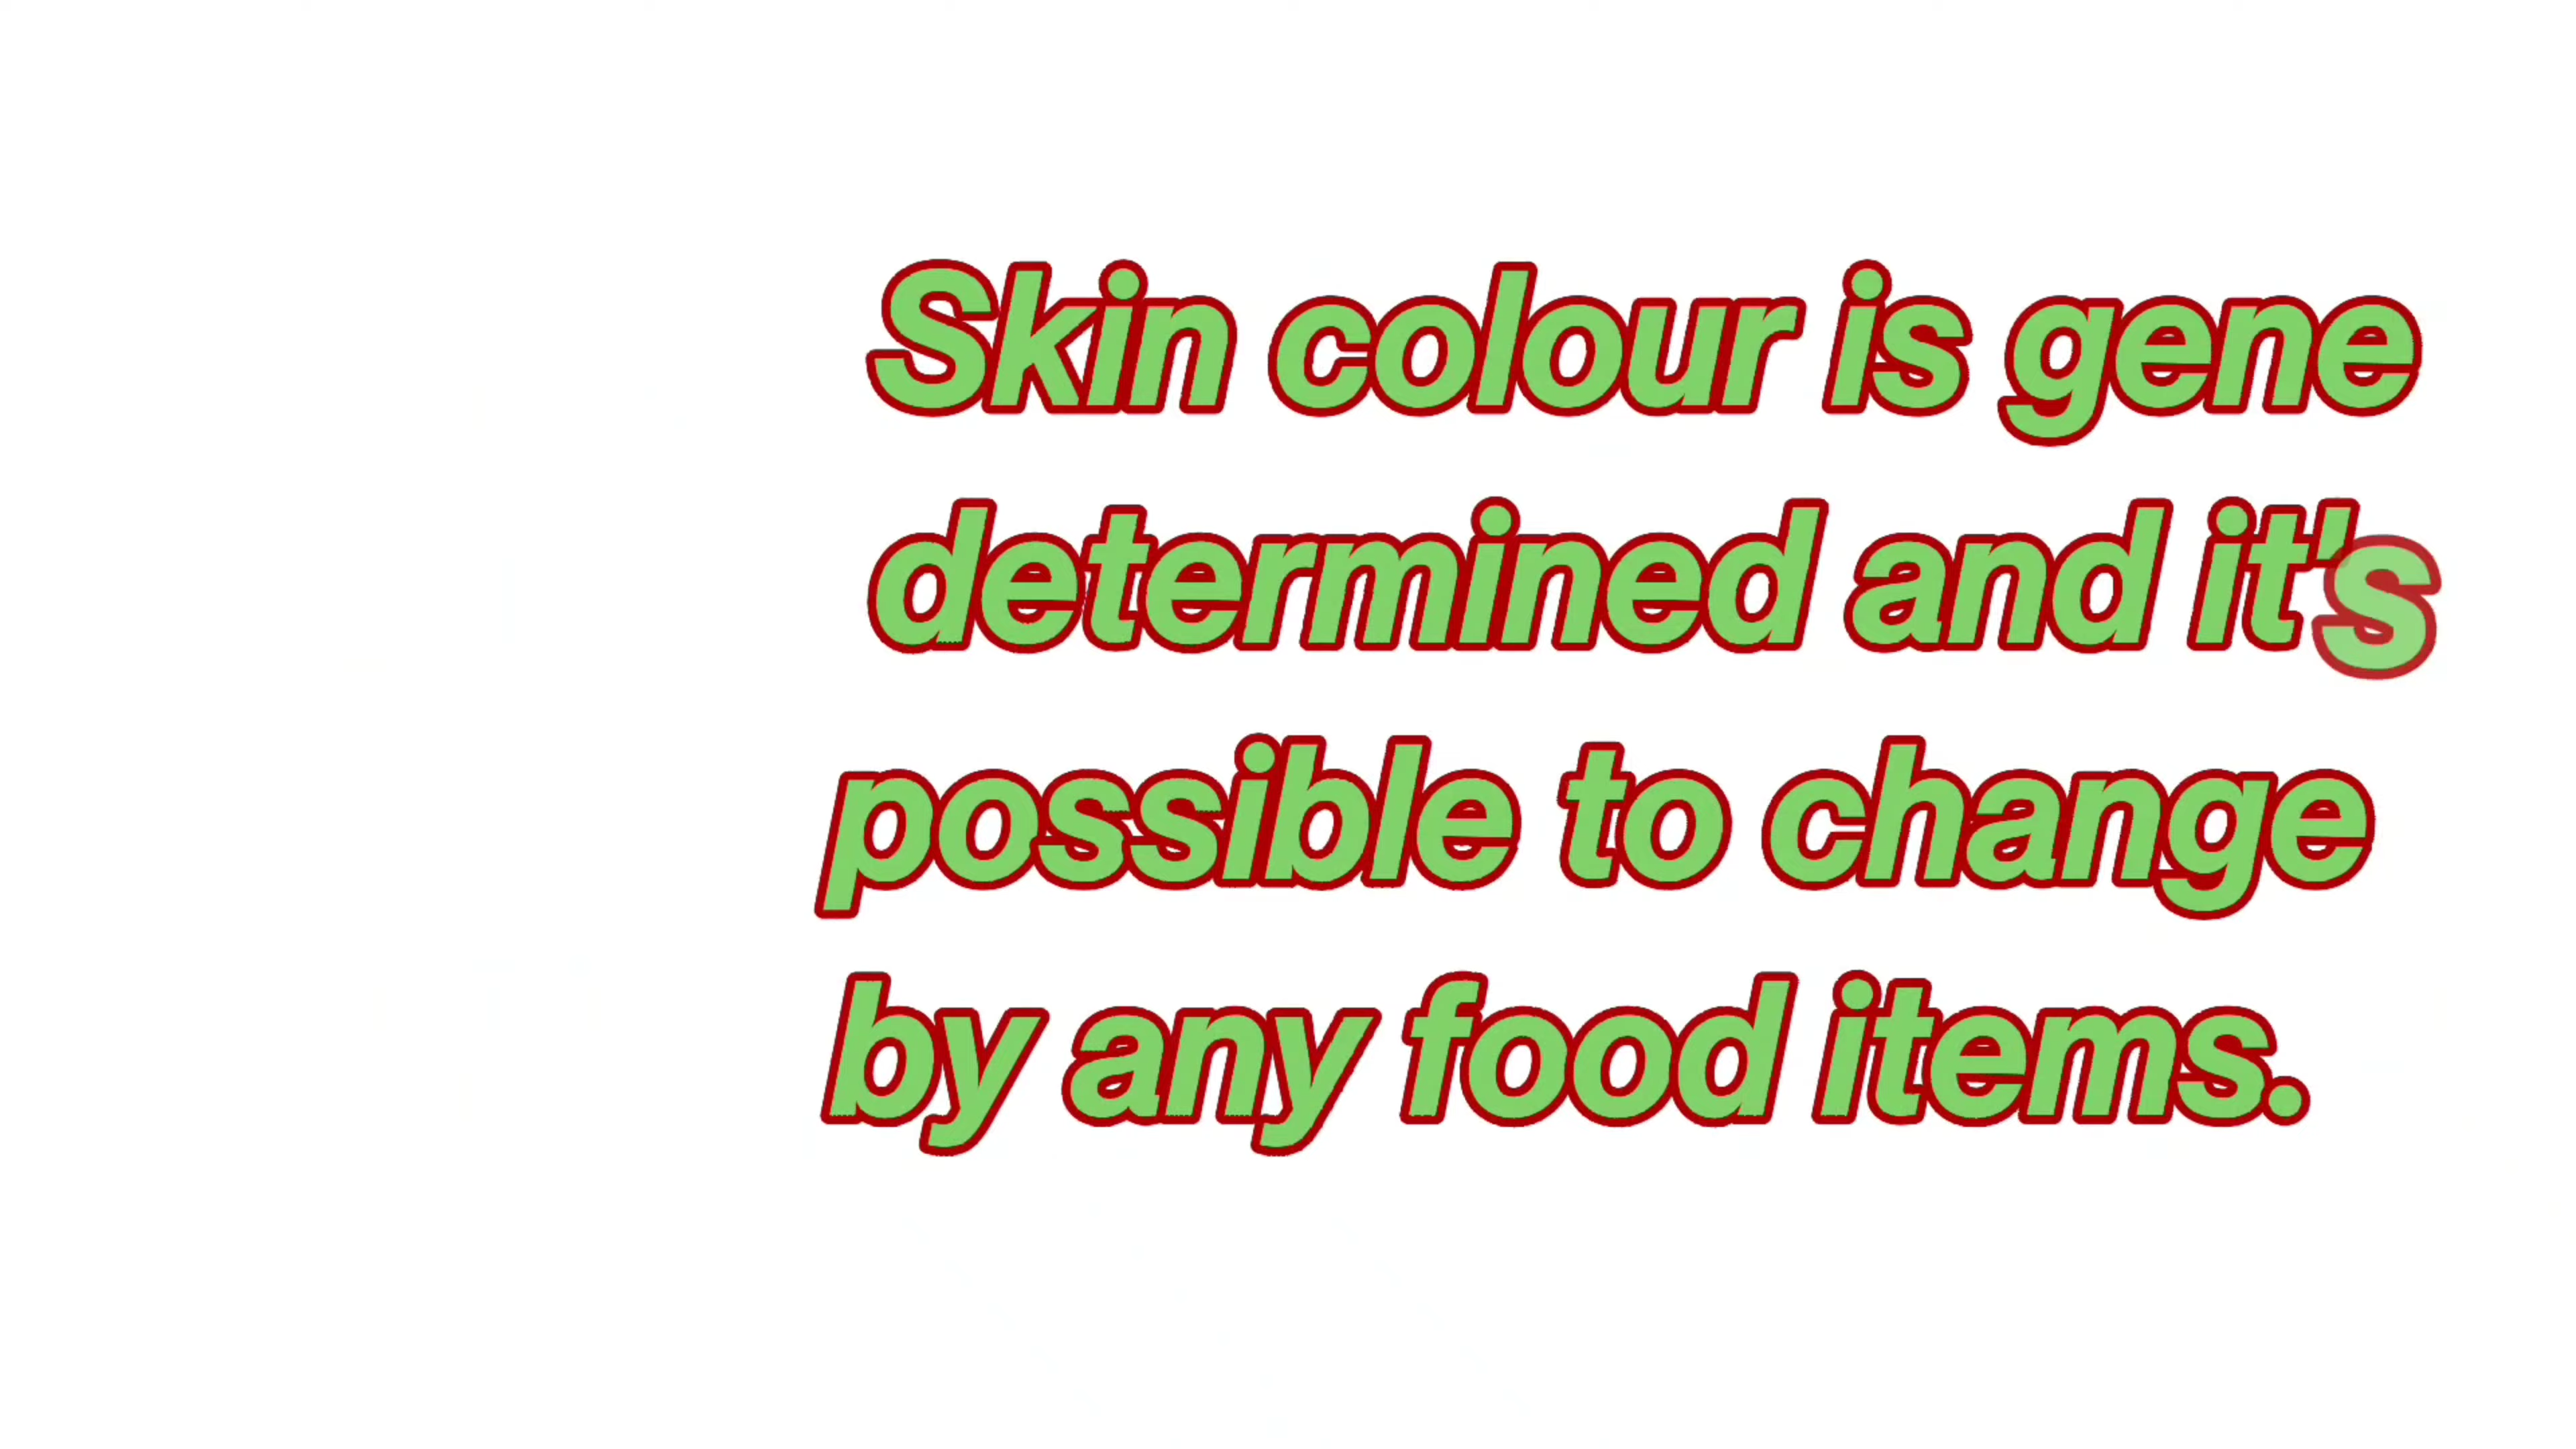 Skin colour is gene
determined and it's
possible to change
by any food items.